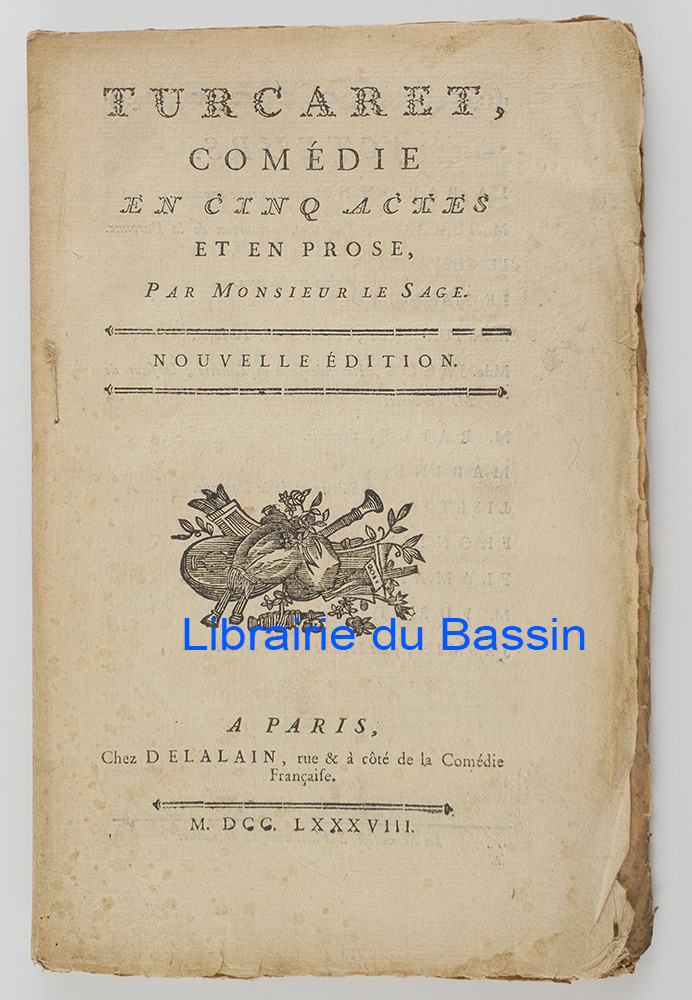 TURCARET,
COMÉDIE
EN CINQ ACTES
ET EN PROSE,
PAR MONSIEUR LE SAGE.
NOUVELLE ÉDITION.
Librairie du Bassin
A PARIS,
Chez DELALAIN, rue & à côté de la Comédie
Françaiſe.
M. DCC. LXXXVIII.